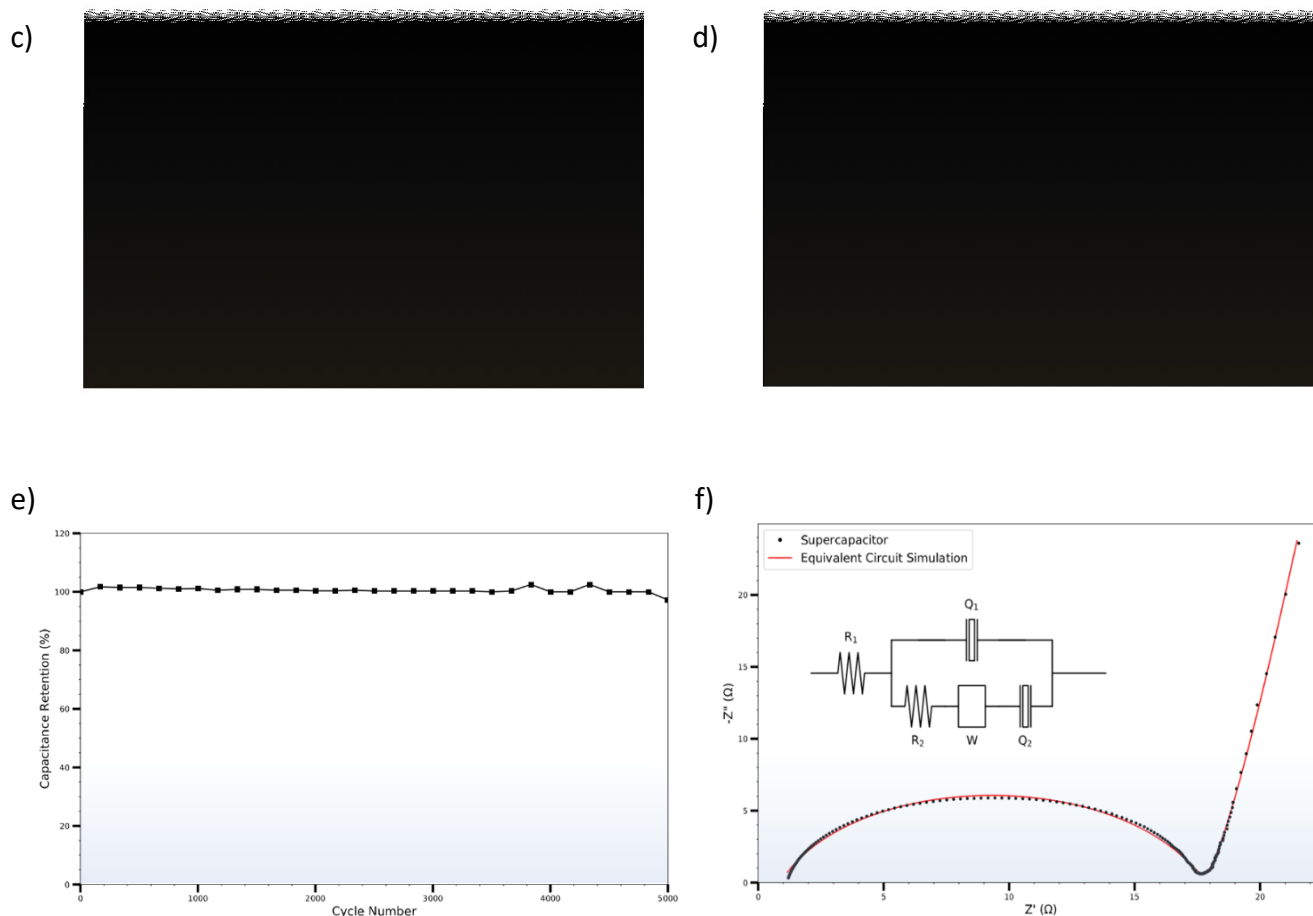 c)
d)
e)
120
100
80
60
40
20
0
Capacitance Retention (%)
0 1000 2000 3000 4000 5000
Cycle Number
f)
Supercapacitor
Equivalent Circuit Simulation
Q1
R1
R2 W Q2
20
15
10
5
0
-Z" (Ω)
0 5 10 15 20
Z' (Ω)